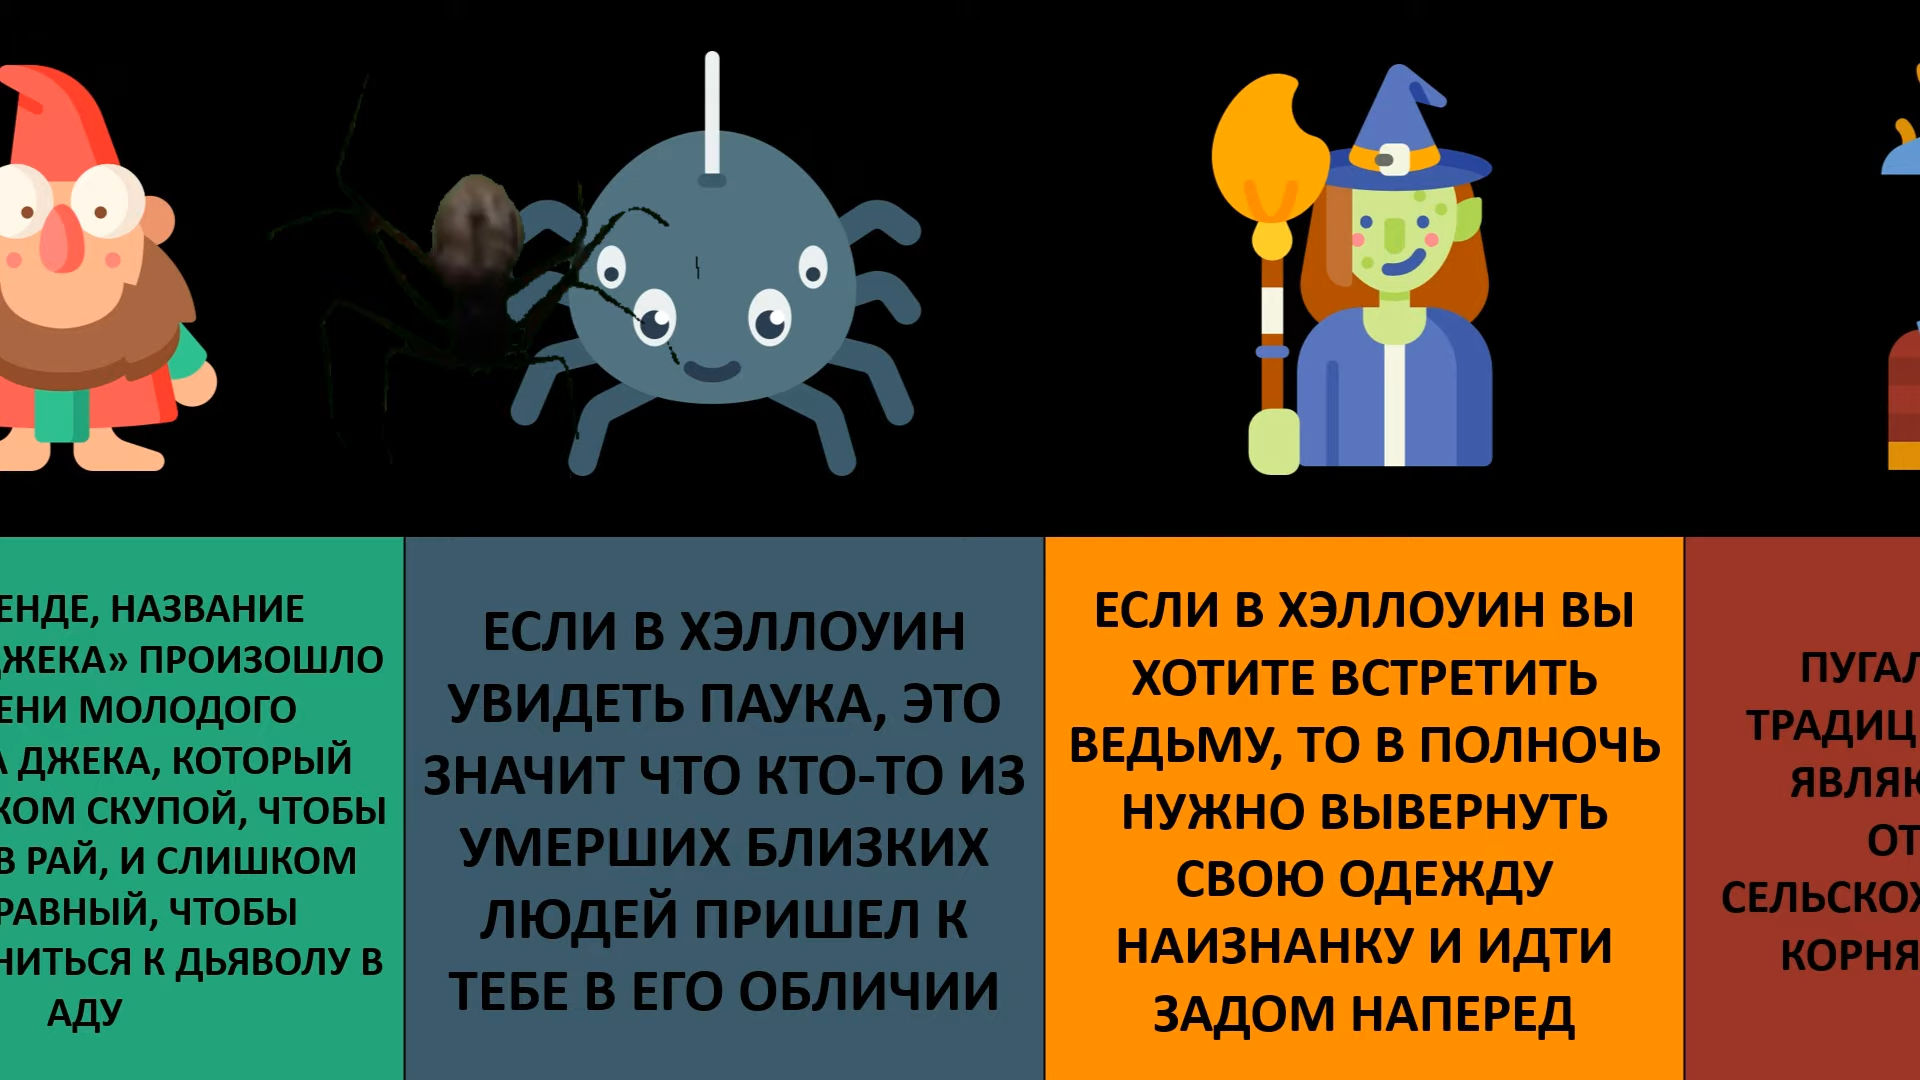 ЕНДЕ, НАЗВАНИЕ
ДЖЕКА» ПРОИЗОШЛО
ЕНИ МОЛОДОГО
А ДЖЕКА, КОТОРЫЙ
КОМ СКУПОЙ, ЧТОБЫ
В РАЙ, И СЛИШКОМ
РАВНЫЙ, ЧТОБЫ
НИТЬСЯ К ДЬЯВОЛУ В
АДУ
ЕСЛИ В ХЭЛЛОУИН
УВИДЕТЬ ПАУКА, ЭТО
ЗНАЧИТ ЧТО КТО-ТО ИЗ
УМЕРШИХ БЛИЗКИХ
ЛЮДЕЙ ПРИШЕЛ К
ТЕБЕ В ЕГО ОБЛИЧИИ
ЕСЛИ В ХЭЛЛОУИН ВЫ
ХОТИТЕ ВСТРЕТИТЬ
ВЕДЬМУ, ТО В ПОЛНОЧЬ
НУЖНО ВЫВЕРНУТЬ
СВОЮ ОДЕЖДУ
НАИЗНАНКУ И ИДТИ
ЗАДОМ НАПЕРЕД
ПУГАЛ
ТРАДИЦ
ЯВЛЯЮ
ОТ
СЕЛЬСКОХ
КОРНЯ